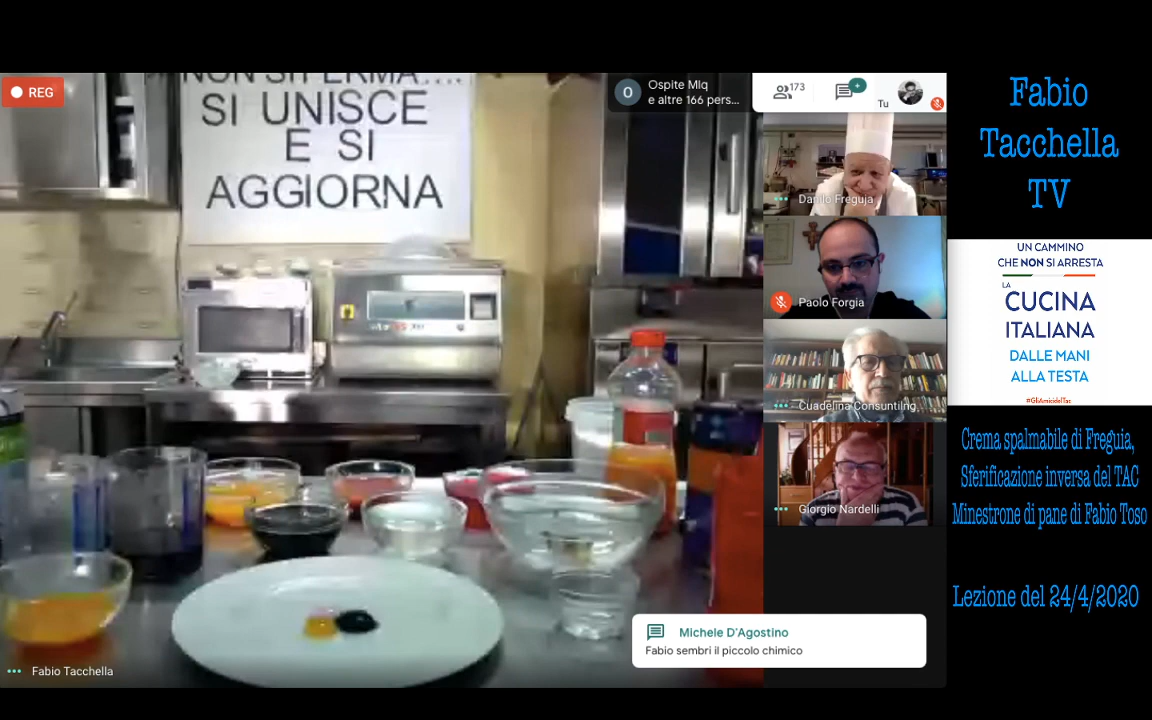 REG
NON SI FERMA....
SI UNISCE
E SI
AGGIORNA
Ospite Mlq
e altre 166 pers...
173
Tu
Danilo Freguja
Paolo Forgia
Cuadelina Consuntilng...
Giorgio Nardelli
Michele D'Agostino
Fabio sembri il piccolo chimico
Fabio Tacchella
Fabio
Tacchella
TV
UN CAMMINO
CHE NON SI ARRESTA
LA
CUCINA
ITALIANA
DALLE MANI
ALLA TESTA
#GliAmicidelTac
Crema spalmabile di Freguia,
Sferificazione inversa del TAC
Minestrone di pane di Fabio Toso
Lezione del 24/4/2020